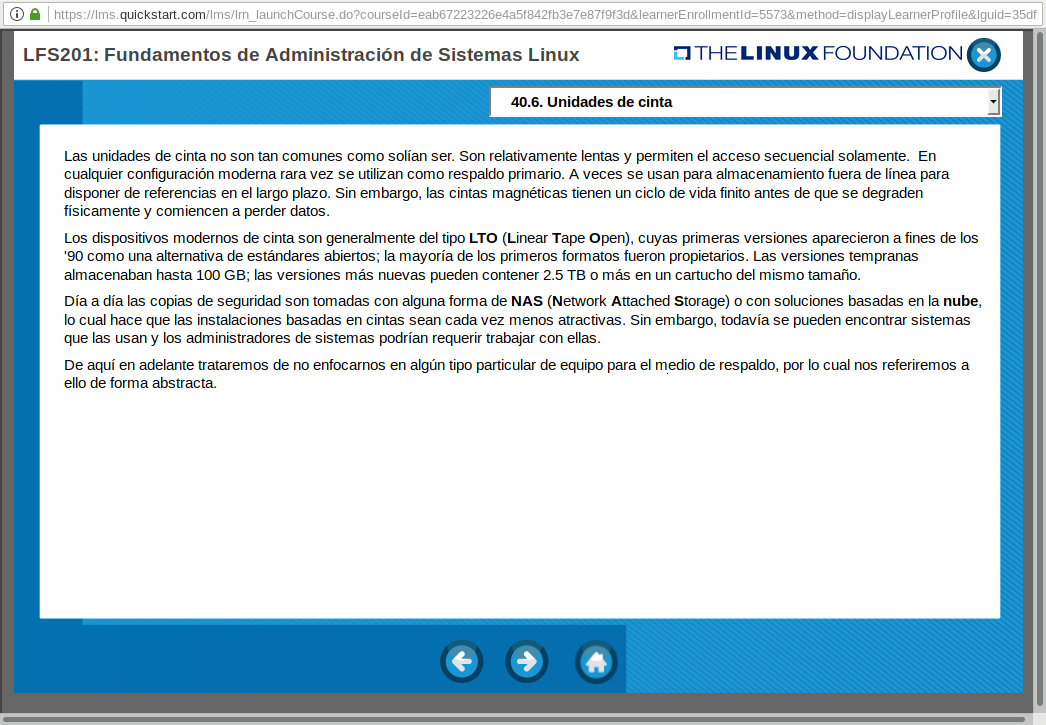 https://lms.quickstart.com/lms/lrn_launchCourse.do?courseId=eab67223226e4a5f842fb3e7e87f9f3d&learnerEnrollmentId=5573&method=displayLearnerProfile&lguid=35df
LFS201: Fundamentos de Administración de Sistemas Linux
THE LINUX FOUNDATION
40.6. Unidades de cinta
Las unidades de cinta no son tan comunes como solían ser. Son relativamente lentas y permiten el acceso secuencial solamente.  En
cualquier configuración moderna rara vez se utilizan como respaldo primario. A veces se usan para almacenamiento fuera de línea para
disponer de referencias en el largo plazo. Sin embargo, las cintas magnéticas tienen un ciclo de vida finito antes de que se degraden
físicamente y comiencen a perder datos.
Los dispositivos modernos de cinta son generalmente del tipo LTO (Linear Tape Open), cuyas primeras versiones aparecieron a fines de los
'90 como una alternativa de estándares abiertos; la mayoría de los primeros formatos fueron propietarios. Las versiones tempranas
almacenaban hasta 100 GB; las versiones más nuevas pueden contener 2.5 TB o más en un cartucho del mismo tamaño.
Día a día las copias de seguridad son tomadas con alguna forma de NAS (Network Attached Storage) o con soluciones basadas en la nube,
lo cual hace que las instalaciones basadas en cintas sean cada vez menos atractivas. Sin embargo, todavía se pueden encontrar sistemas
que las usan y los administradores de sistemas podrían requerir trabajar con ellas.
De aquí en adelante trataremos de no enfocarnos en algún tipo particular de equipo para el medio de respaldo, por lo cual nos referiremos a
ello de forma abstracta.